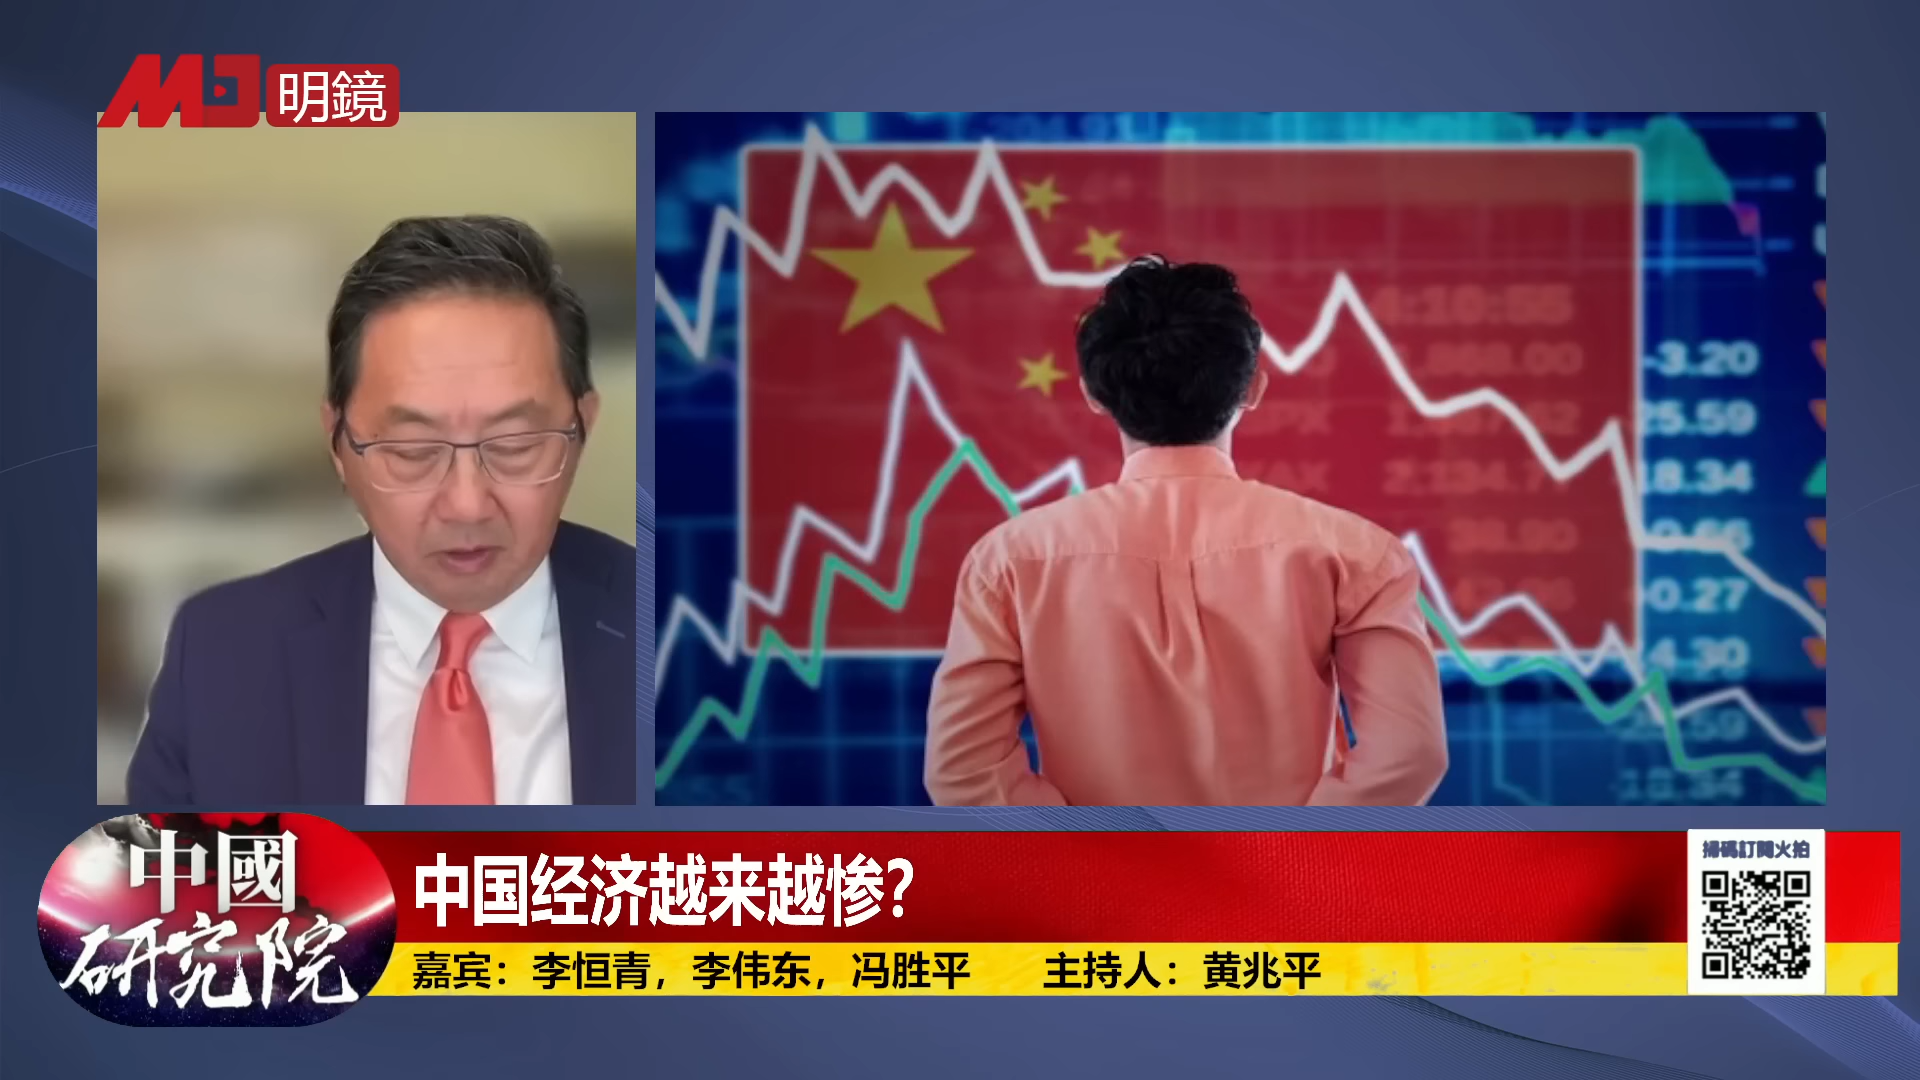 明鏡
-3.20
25.59
18.34
-0.27
中國
研究院
中国经济越来越惨?
嘉宾：李恒青，李伟东，冯胜平 主持人：黄兆平
掃碼訂閱火拍